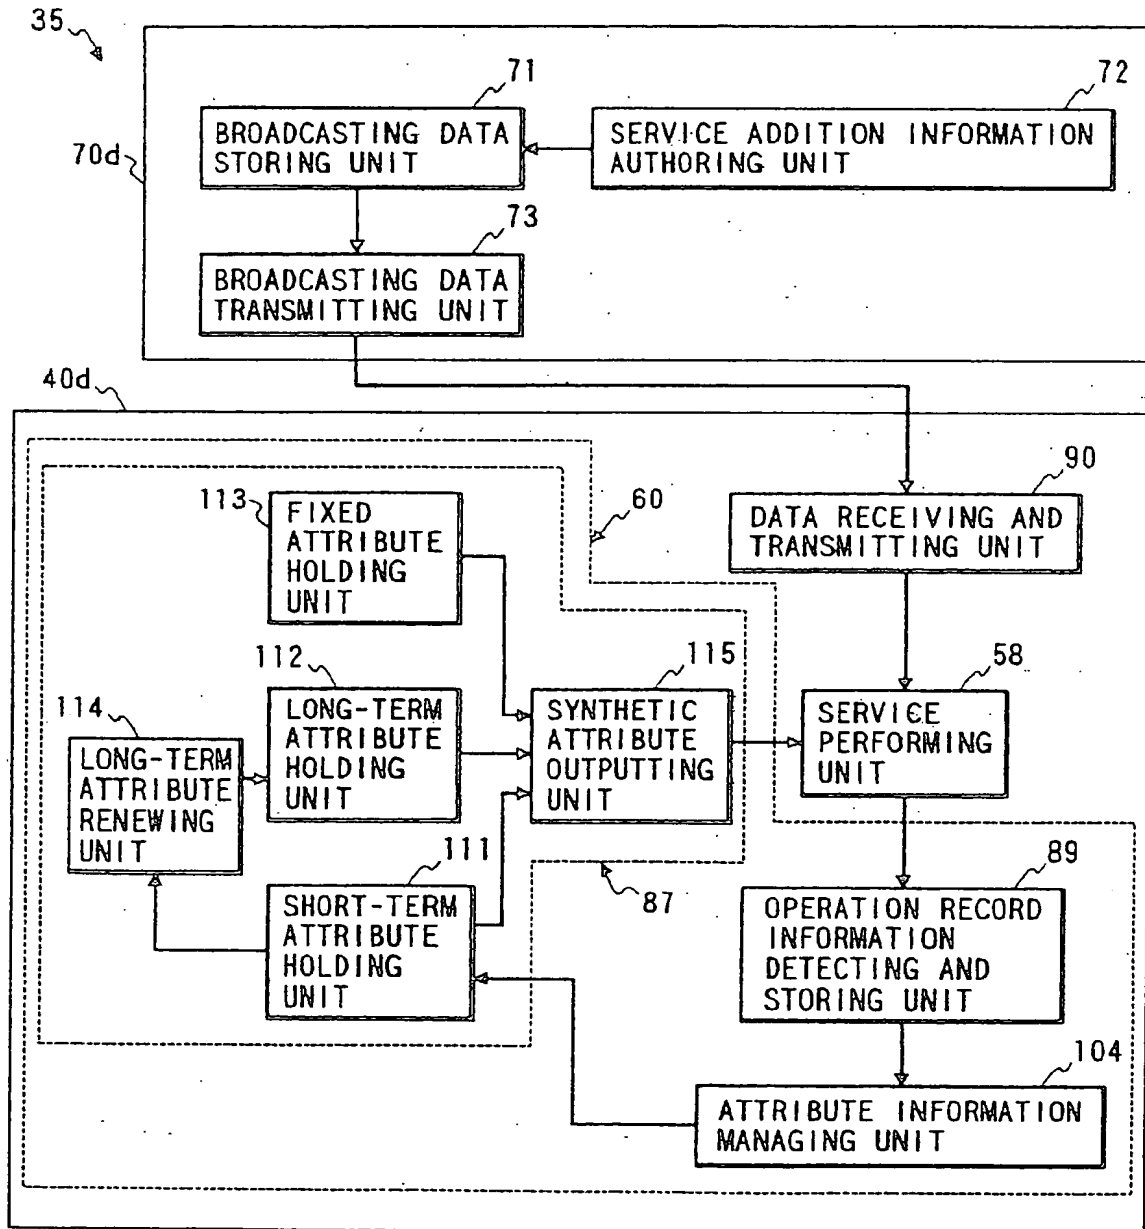 35
70d
71
BROADCASTING DATA
STORING UNIT
72
SERVICE ADDITION INFORMATION
AUTHORING UNIT
73
BROADCASTING DATA
TRANSMITTING UNIT
40d
113
FIXED
ATTRIBUTE
HOLDING
UNIT
60
90
DATA RECEIVING AND
TRANSMITTING UNIT
114
LONG-TERM
ATTRIBUTE
RENEWING
UNIT
112
LONG-TERM
ATTRIBUTE
HOLDING
UNIT
115
SYNTHETIC
ATTRIBUTE
OUTPUTTING
UNIT
58
SERVICE
PERFORMING
UNIT
111
SHORT-TERM
ATTRIBUTE
HOLDING
UNIT
87
89
OPERATION RECORD
INFORMATION
DETECTING AND
STORING UNIT
104
ATTRIBUTE INFORMATION
MANAGING UNIT